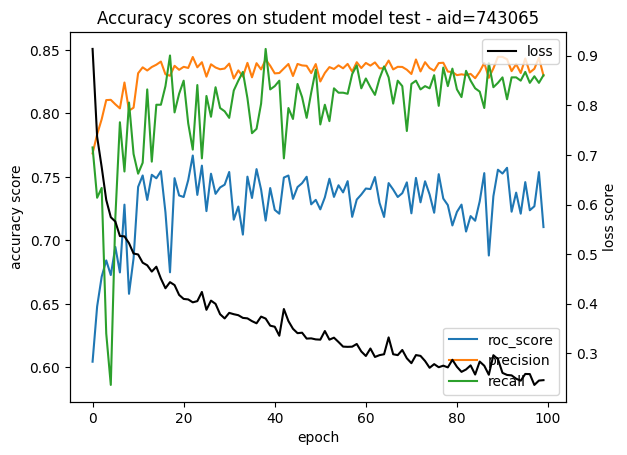 Accuracy scores on student model test - aid=743065
0.85
0.80
0.75
0.70
0.65
0.60
accuracy score
0.9
0.8
0.7
0.6
0.5
0.4
0.3
loss score
loss
roc_score
precision
recall
0
20
40
60
80
100
epoch